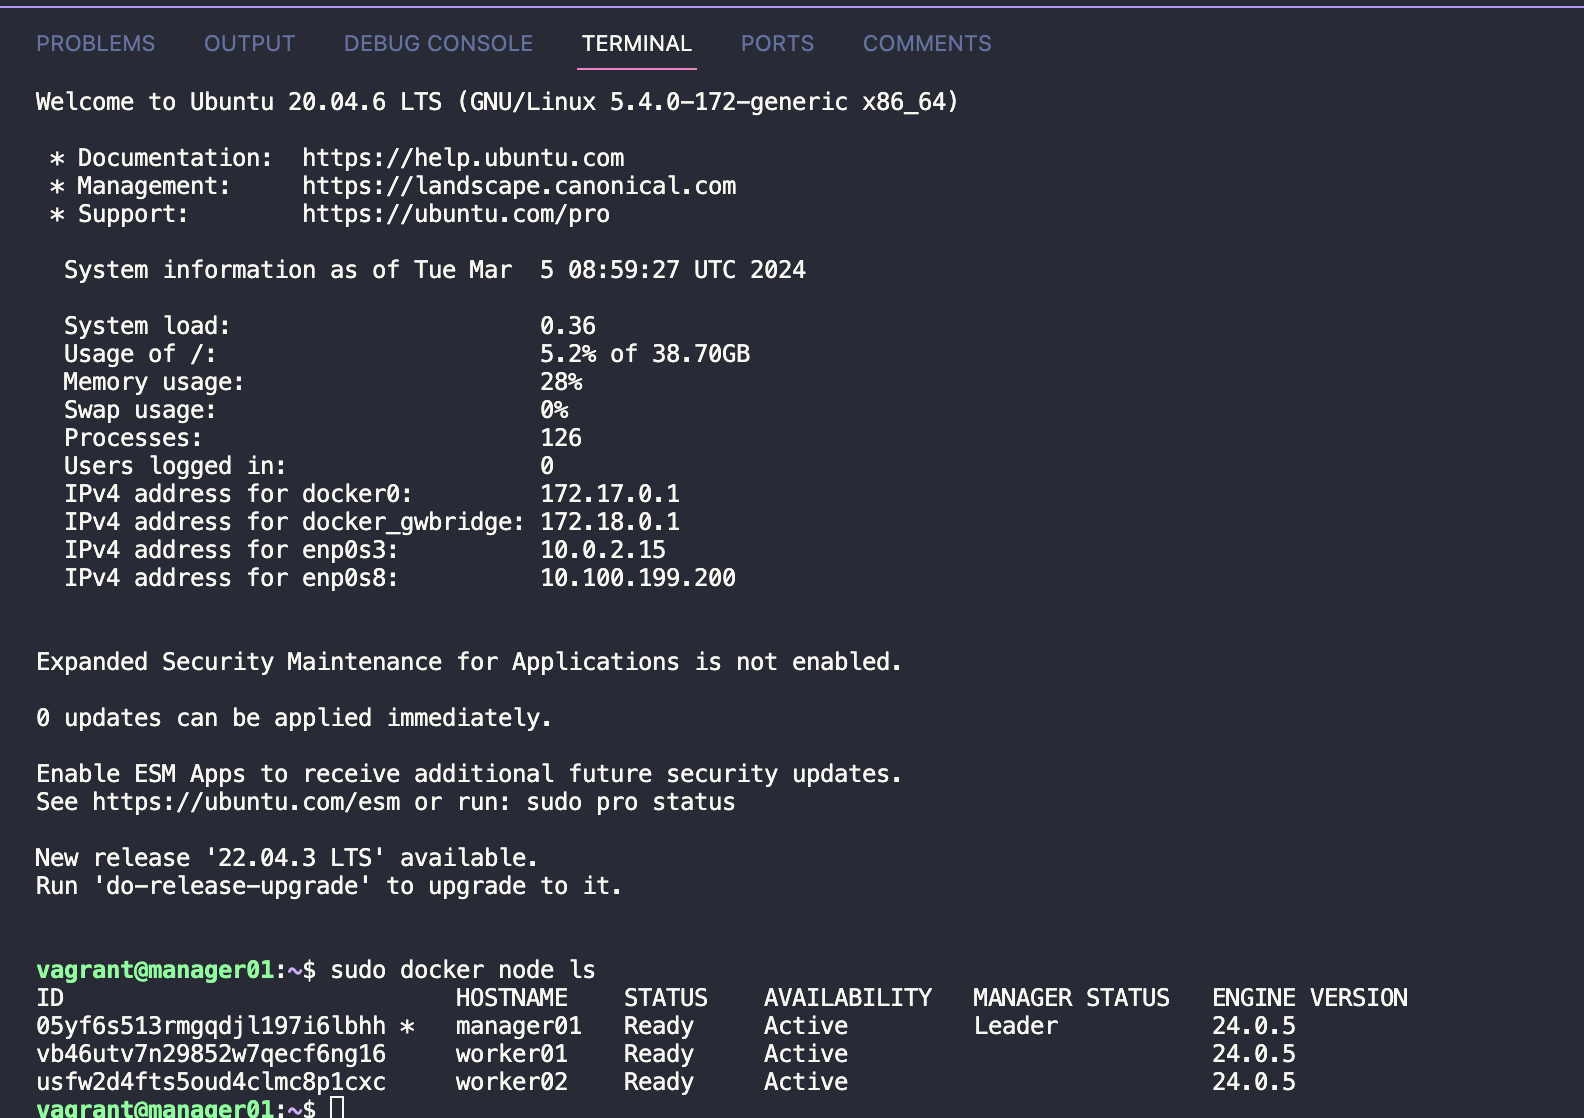 PROBLEMS OUTPUT DEBUG CONSOLE TERMINAL PORTS COMMENTS
Welcome to Ubuntu 20.04.6 LTS (GNU/Linux 5.4.0-172-generic x86_64)
* Documentation: https://help.ubuntu.com
* Management: https://landscape.canonical.com
* Support: https://ubuntu.com/pro
System information as of Tue Mar 5 08:59:27 UTC 2024
System load: 0.36
Usage of /: 5.2% of 38.70GB
Memory usage: 28%
Swap usage: 0%
Processes: 126
Users logged in: 0
IPv4 address for docker0: 172.17.0.1
IPv4 address for docker_gwbridge: 172.18.0.1
IPv4 address for enp0s3: 10.0.2.15
IPv4 address for enp0s8: 10.100.199.200
Expanded Security Maintenance for Applications is not enabled.
0 updates can be applied immediately.
Enable ESM Apps to receive additional future security updates.
See https://ubuntu.com/esm or run: sudo pro status
New release '22.04.3 LTS' available.
Run 'do-release-upgrade' to upgrade to it.
vagrant@manager01:~$ sudo docker node ls
ID HOSTNAME STATUS AVAILABILITY MANAGER STATUS ENGINE VERSION
05yf6s513rmgqdjl197i6lbhh * manager01 Ready Active Leader 24.0.5
vb46utv7n29852w7qecf6ng16 worker01 Ready Active 24.0.5
usfw2d4fts5oud4clmc8p1cxc worker02 Ready Active 24.0.5
vagrant@manager01:~$